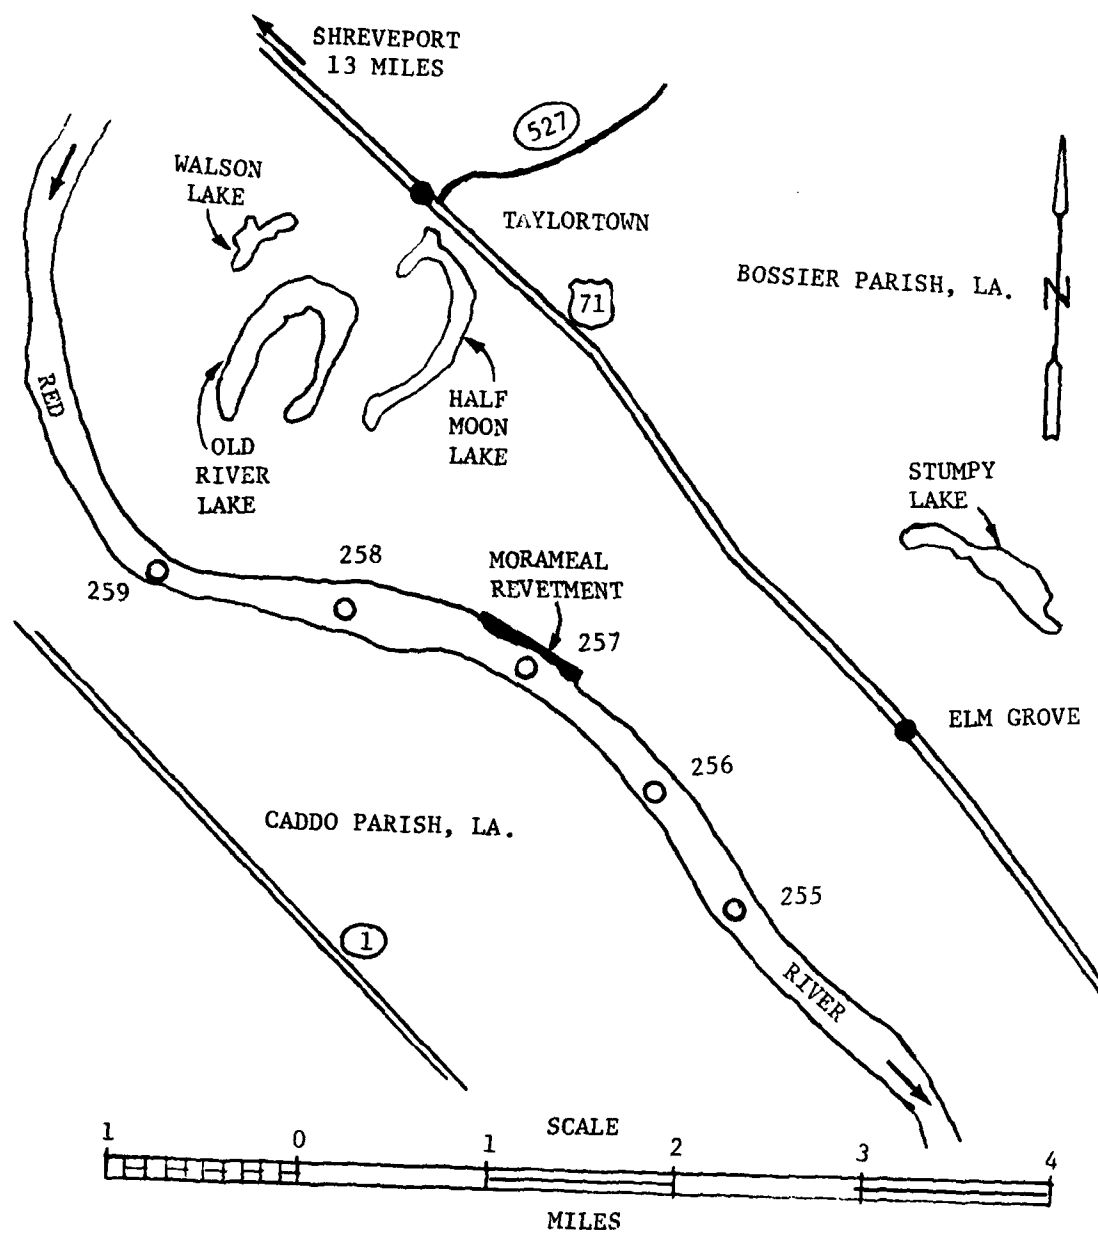 SHREVEPORT
13 MILES
527
WALSON
LAKE
TAYLORTOWN
BOSSIER PARISH, LA.
N
71
RED
HALF
MOON
LAKE
OLD
RIVER
LAKE
STUMPY
LAKE
258
MORAMEAL
REVETMENT
259
257
ELM GROVE
256
CADDO PARISH, LA.
255
1
RIVER
SCALE
1 0 1 2 3 4
MILES